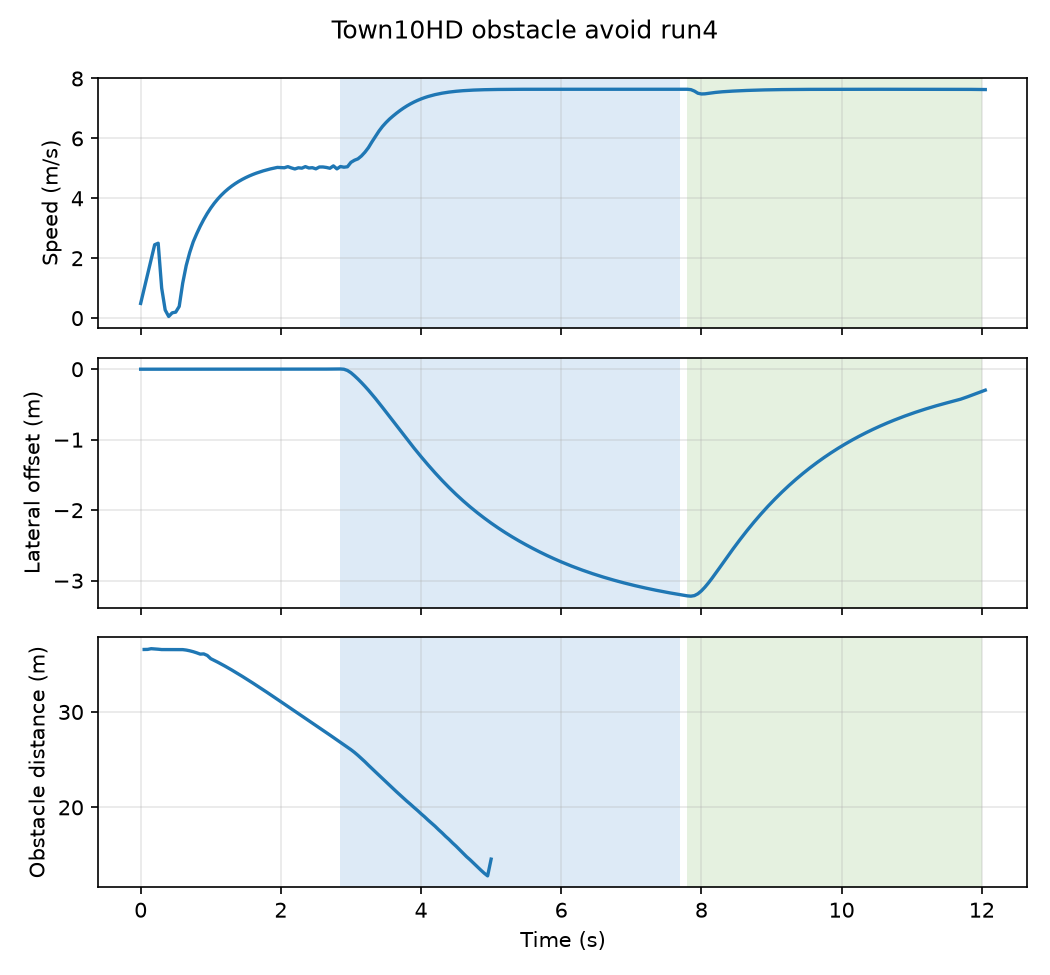 Town10HD obstacle avoid run4
8
6
4
2
0
Speed (m/s)
0
−1
−2
−3
Lateral offset (m)
30
20
Obstacle distance (m)
0 2 4 6 8 10 12
Time (s)